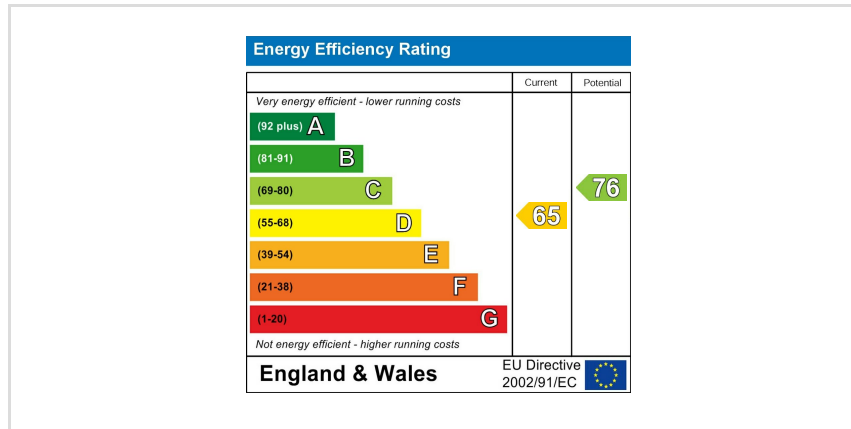 Energy Efficiency Rating
Current Potential
Very energy efficient - lower running costs
(92 plus) A
(81-91) B
(69-80) C
76
(55-68) D
65
(39-54) E
(21-38) F
(1-20) G
Not energy efficient - higher running costs
England & Wales
EU Directive
2002/91/EC